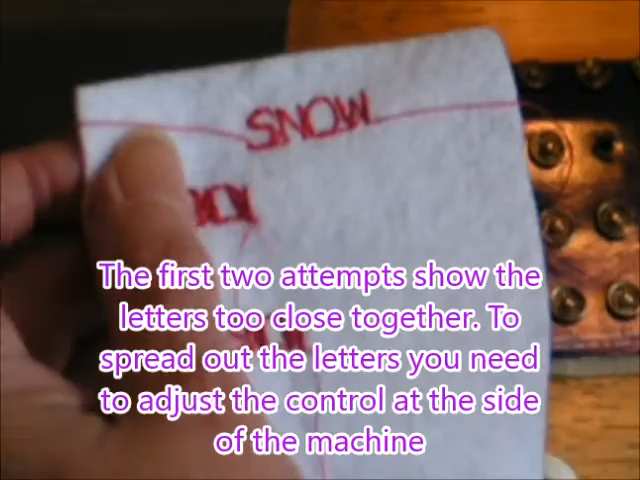 SNOW
The first two attempts show the
letters too close together. To
spread out the letters you need
to adjust the control at the side
of the machine